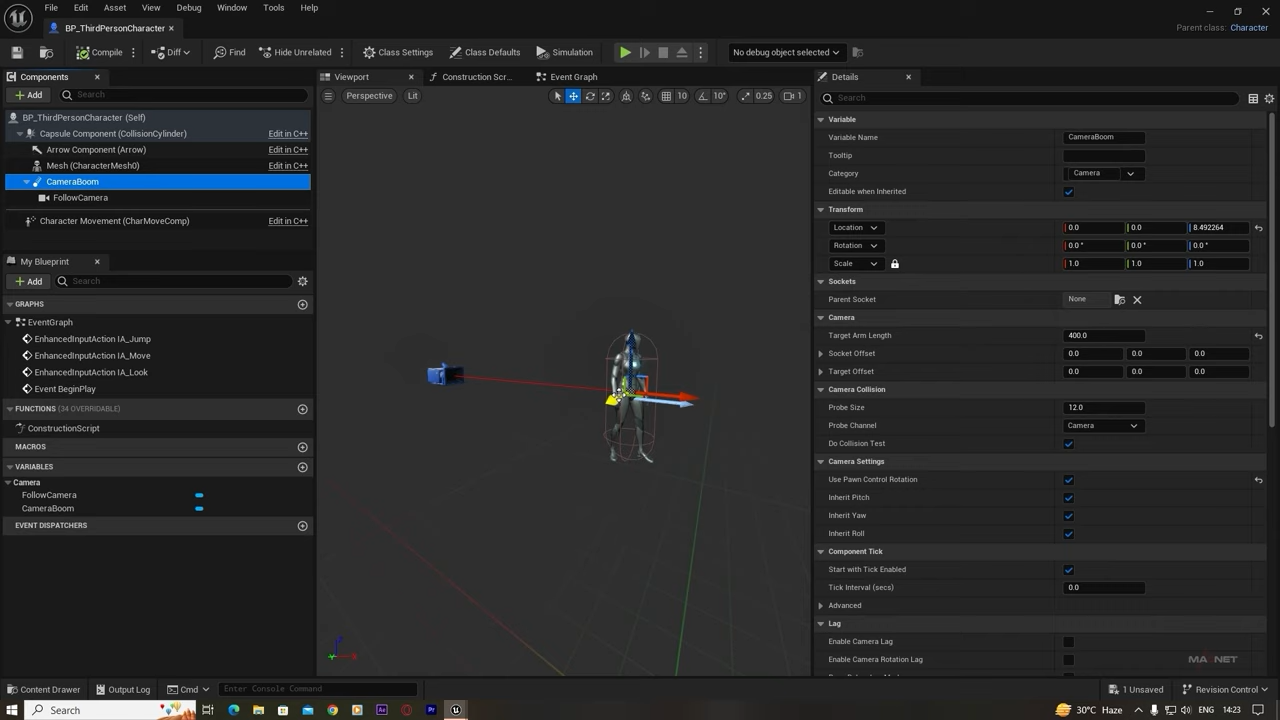 File Edit Asset View Debug Window Tools Help
BP_ThirdPersonCharacter
Parent class: Character
Compile Diff Find Hide Unrelated Class Settings Class Defaults Simulation No debug object selected
Components
Add Search
BP_ThirdPersonCharacter (Self)
Capsule Component (CollisionCylinder) Edit in C++
Arrow Component (Arrow) Edit in C++
Mesh (CharacterMesh0) Edit in C++
CameraBoom
FollowCamera
Character Movement (CharMoveComp) Edit in C++
My Blueprint
Add Search
GRAPHS
EventGraph
EnhancedInputAction IA_Jump
EnhancedInputAction IA_Move
EnhancedInputAction IA_Look
Event BeginPlay
FUNCTIONS (34 OVERRIDABLE)
ConstructionScript
MACROS
VARIABLES
Camera
FollowCamera
CameraBoom
EVENT DISPATCHERS
Viewport Construction Scr... Event Graph
Perspective Lit 10 10° 0.25 1
Details
Search
Variable
Variable Name CameraBoom
Tooltip
Category Camera
Editable when Inherited
Transform
Location 0.0 0.0 8.492264
Rotation 0.0 ° 0.0 ° 0.0 °
Scale 1.0 1.0 1.0
Sockets
Parent Socket None
Camera
Target Arm Length 400.0
Socket Offset 0.0 0.0 0.0
Target Offset 0.0 0.0 0.0
Camera Collision
Probe Size 12.0
Probe Channel Camera
Do Collision Test
Camera Settings
Use Pawn Control Rotation
Inherit Pitch
Inherit Yaw
Inherit Roll
Component Tick
Start with Tick Enabled
Tick Interval (secs) 0.0
Advanced
Lag
Enable Camera Lag
Enable Camera Rotation Lag
Content Drawer Output Log Cmd Enter Console Command 1 Unsaved Revision Control
Search 30°C Haze ENG 14:23